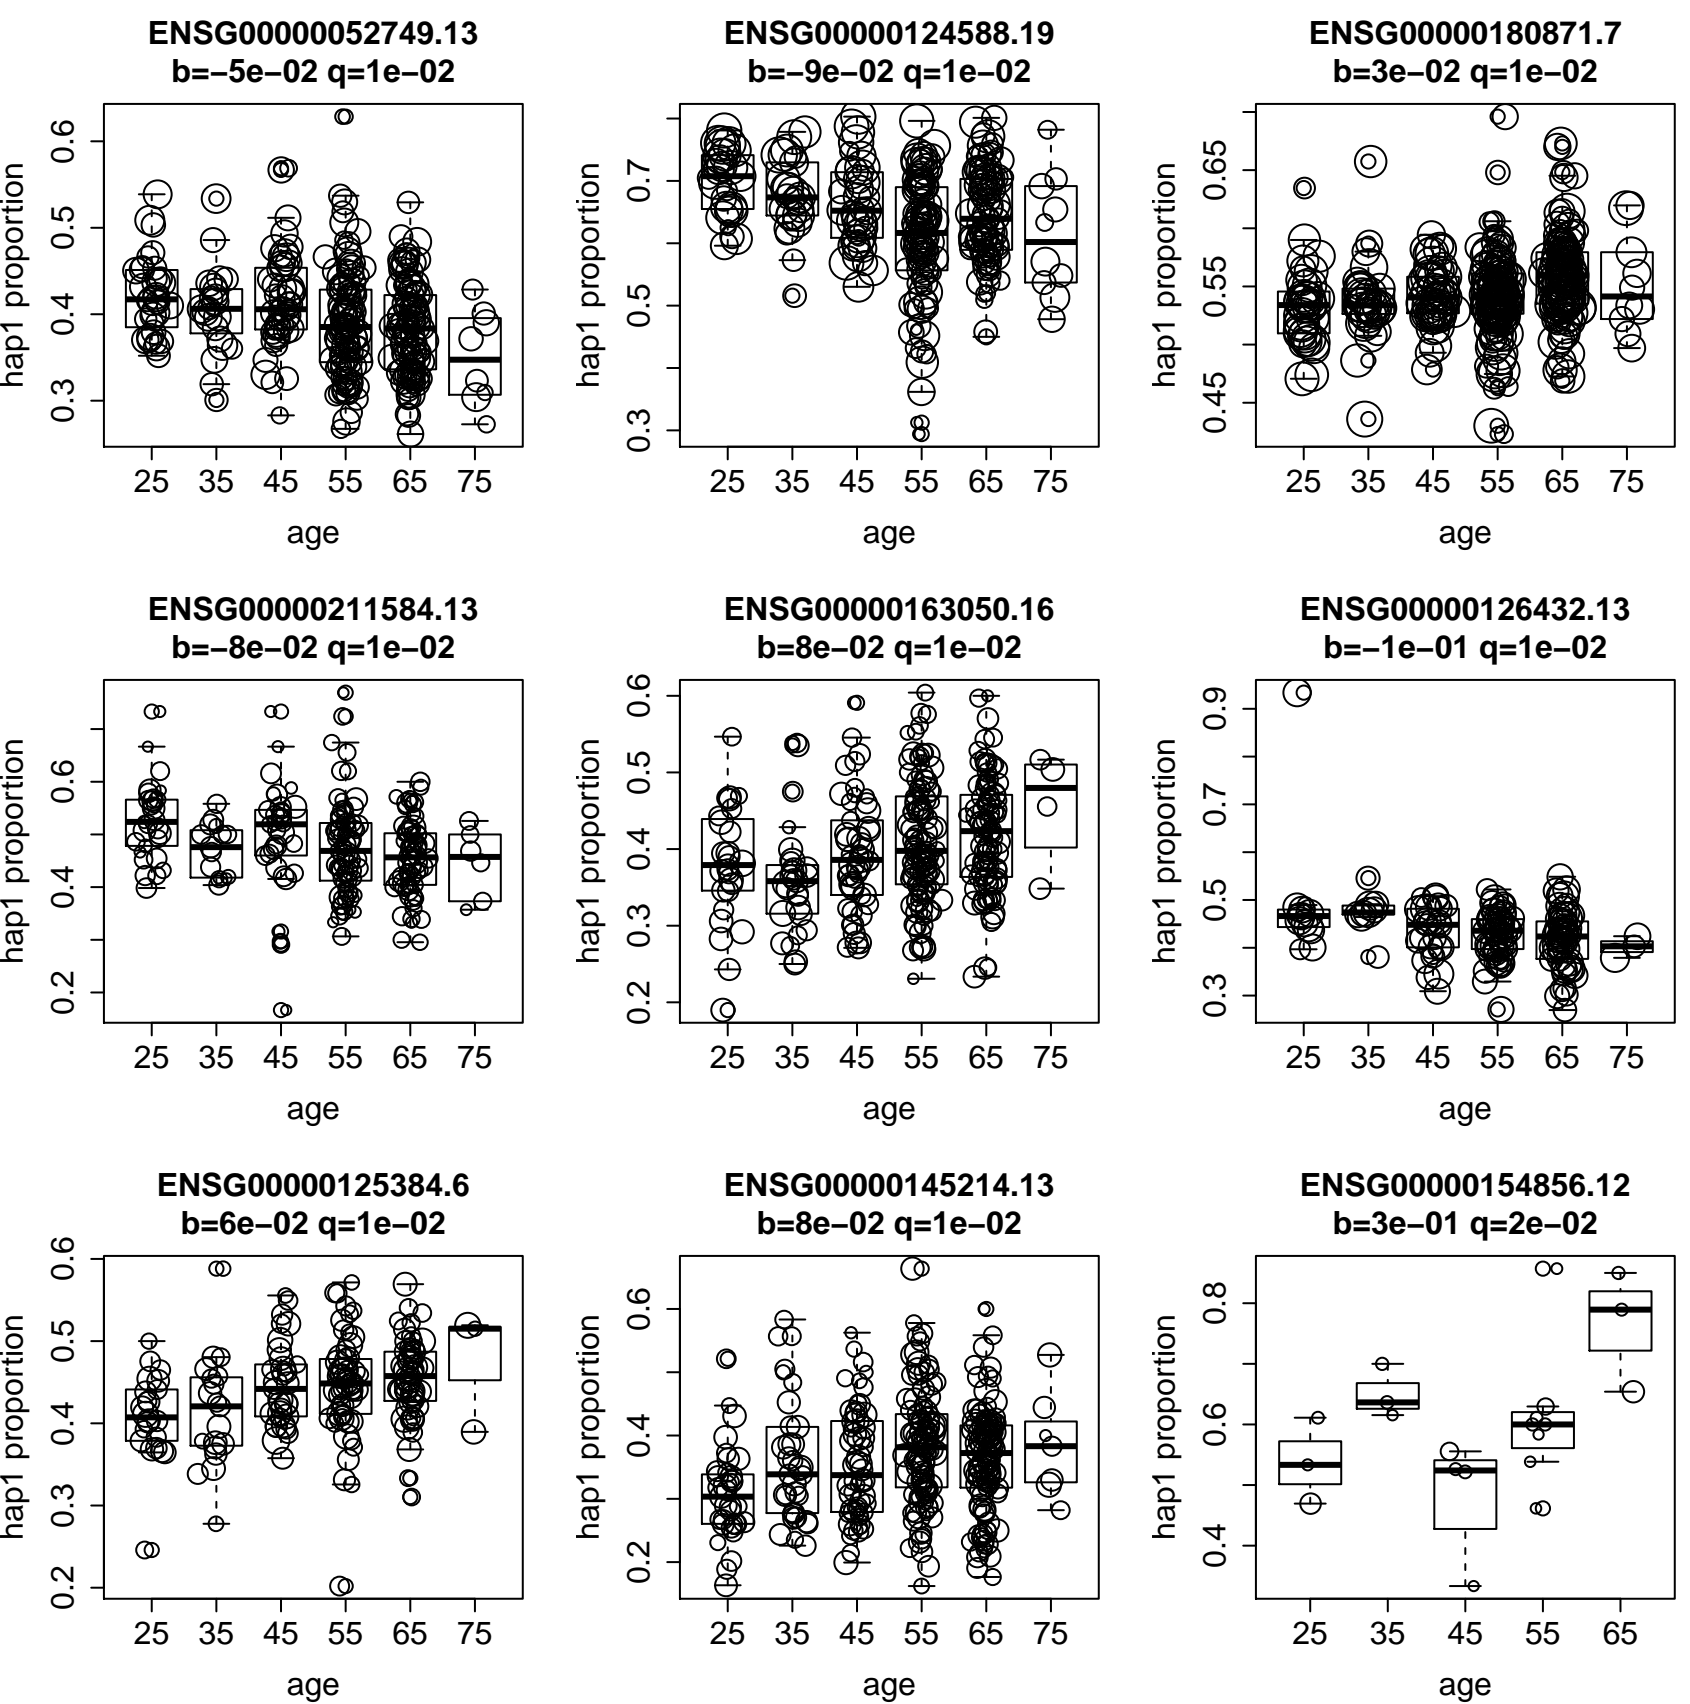 ENSG00000052749.13
b=−5e−02 q=1e−02
hap1 proportion
0.3 0.4 0.5 0.6
25 35 45 55 65 75
age
ENSG00000124588.19
b=−9e−02 q=1e−02
hap1 proportion
0.3 0.5 0.7
25 35 45 55 65 75
age
ENSG00000180871.7
b=3e−02 q=1e−02
hap1 proportion
0.45 0.55 0.65
25 35 45 55 65 75
age
ENSG00000211584.13
b=−8e−02 q=1e−02
hap1 proportion
0.2 0.4 0.6
25 35 45 55 65 75
age
ENSG00000163050.16
b=8e−02 q=1e−02
hap1 proportion
0.2 0.3 0.4 0.5 0.6
25 35 45 55 65 75
age
ENSG00000126432.13
b=−1e−01 q=1e−02
hap1 proportion
0.3 0.5 0.7 0.9
25 35 45 55 65 75
age
ENSG00000125384.6
b=6e−02 q=1e−02
hap1 proportion
0.2 0.3 0.4 0.5 0.6
25 35 45 55 65 75
age
ENSG00000145214.13
b=8e−02 q=1e−02
hap1 proportion
0.2 0.4 0.6
25 35 45 55 65 75
age
ENSG00000154856.12
b=3e−01 q=2e−02
hap1 proportion
0.4 0.6 0.8
25 35 45 55 65
age